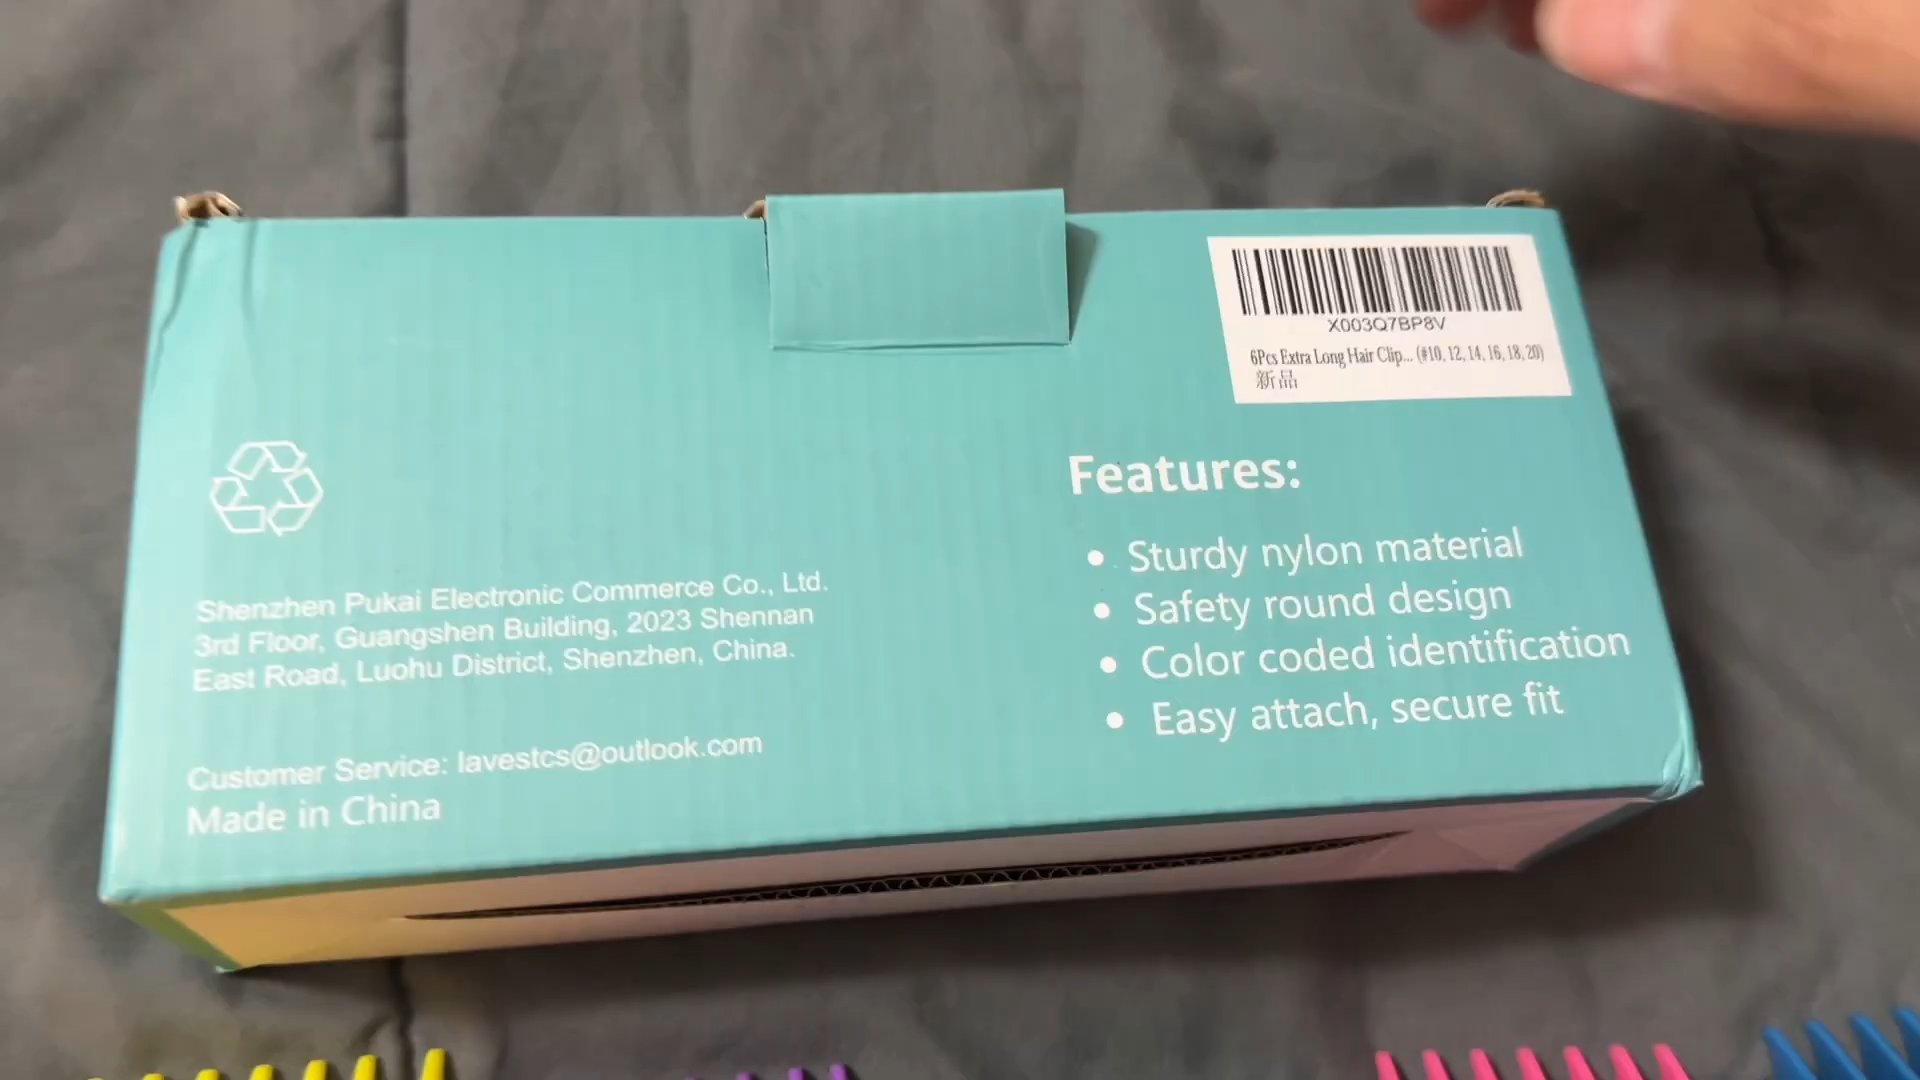 X003Q7BP8V
6Pcs Extra Long Hair Clip... (#10, 12, 14, 16, 18, 20)
新品
Features:
• Sturdy nylon material
• Safety round design
• Color coded identification
• Easy attach, secure fit
Shenzhen Pukai Electronic Commerce Co., Ltd.
3rd Floor, Guangshen Building, 2023 Shennan
East Road, Luohu District, Shenzhen, China.
Customer Service: lavestcs@outlook.com
Made in China